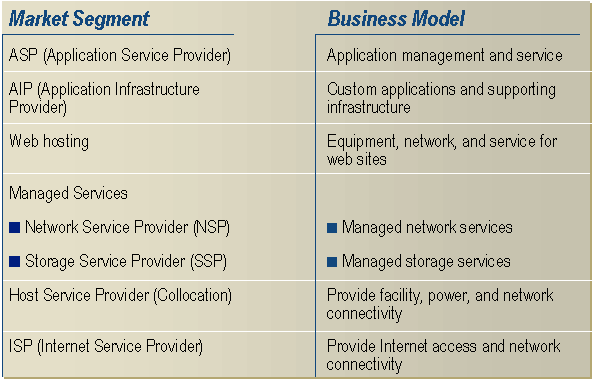 Market Segment Business Model
ASP (Application Service Provider) Application management and service
AIP (Application Infrastructure Provider) Custom applications and supporting infrastructure
Web hosting Equipment, network, and service for web sites
Managed Services
■ Network Service Provider (NSP) ■ Managed network services
■ Storage Service Provider (SSP) ■ Managed storage services
Host Service Provider (Collocation) Provide facility, power, and network connectivity
ISP (Internet Service Provider) Provide Internet access and network connectivity